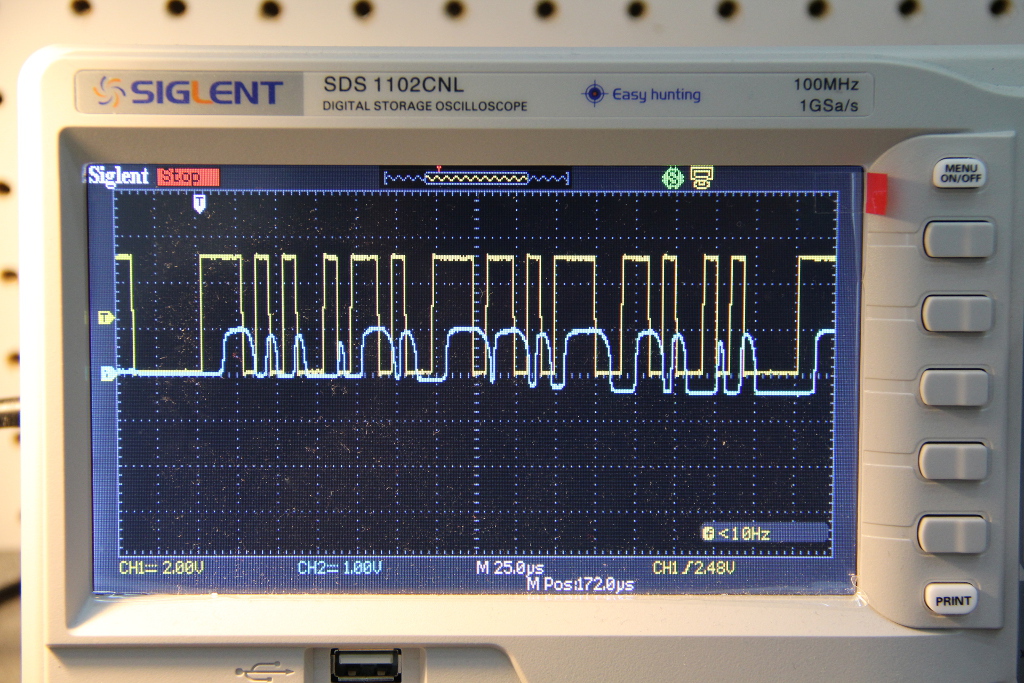 SIGLENT
SDS 1102CNL
DIGITAL STORAGE OSCILLOSCOPE
Easy hunting
100MHz
1GSa/s
MENU
ON/OFF
Siglent Stop
T
S
T
f <10Hz
CH1 2.00V CH2 1.00V M 25.0µs CH1 2.48V
M Pos:172.0µs
PRINT